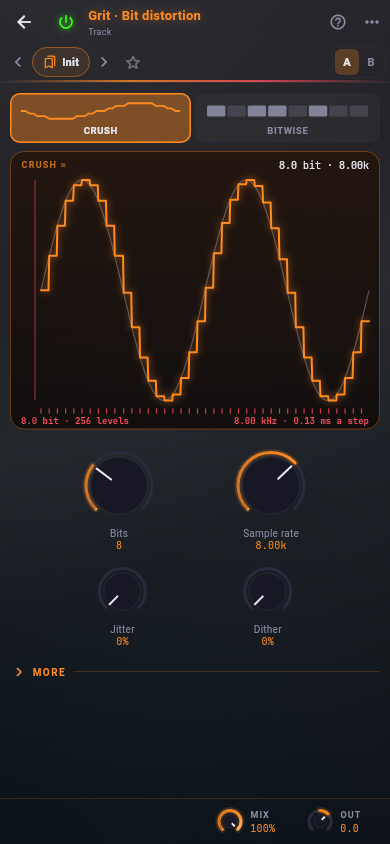 Grit · Bit distortion
Track
Init
A B
CRUSH
BITWISE
CRUSH ≈
8.0 bit · 8.00k
8.0 bit · 256 levels
8.00 kHz · 0.13 ms a step
Bits
8
Sample rate
8.00k
Jitter
0%
Dither
0%
MORE
MIX
100%
OUT
0.0